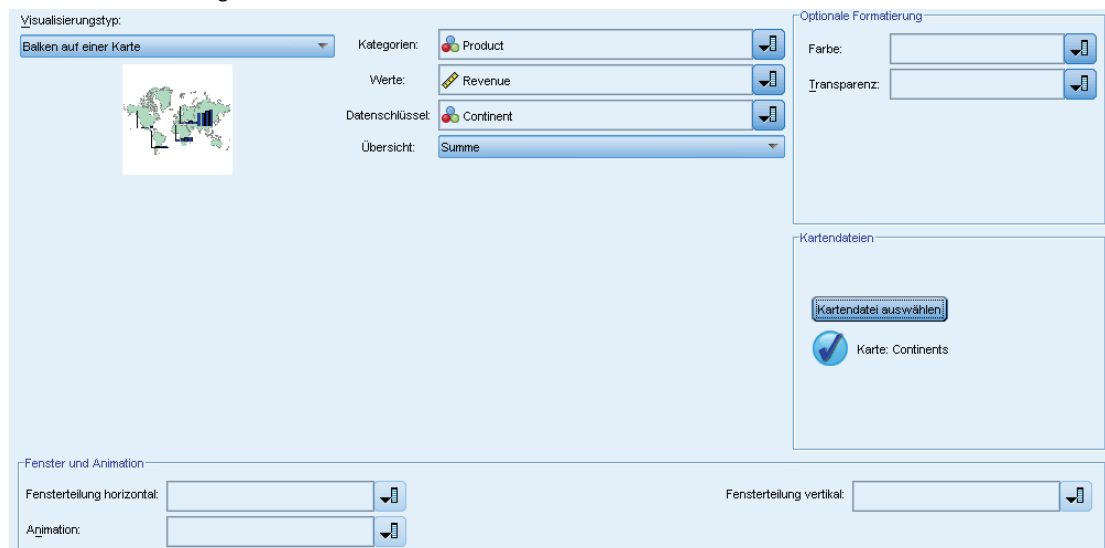 Visualisierungstyp:
Balken auf einer Karte
Kategorien: Product
Werte: Revenue
Datenschlüssel: Continent
Übersicht: Summe
Optionale Formatierung
Farbe:
Transparenz:
Kartendateien
Kartendatei auswählen
Karte: Continents
Fenster und Animation
Fensterteilung horizontal:
Fensterteilung vertikal:
Animation: